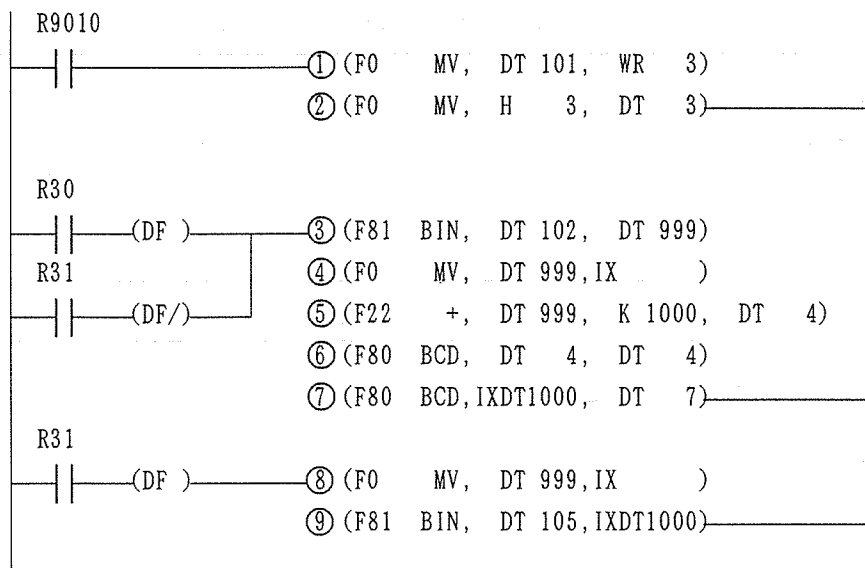 R9010
① (F0 MV, DT 101, WR 3)
② (F0 MV, H 3, DT 3)
R30
(DF )
③ (F81 BIN, DT 102, DT 999)
R31
④ (F0 MV, DT 999,IX )
(DF/)
⑤ (F22 +, DT 999, K 1000, DT 4)
⑥ (F80 BCD, DT 4, DT 4)
⑦ (F80 BCD,IXDT1000, DT 7)
R31
(DF )
⑧ (F0 MV, DT 999,IX )
⑨ (F81 BIN, DT 105,IXDT1000)